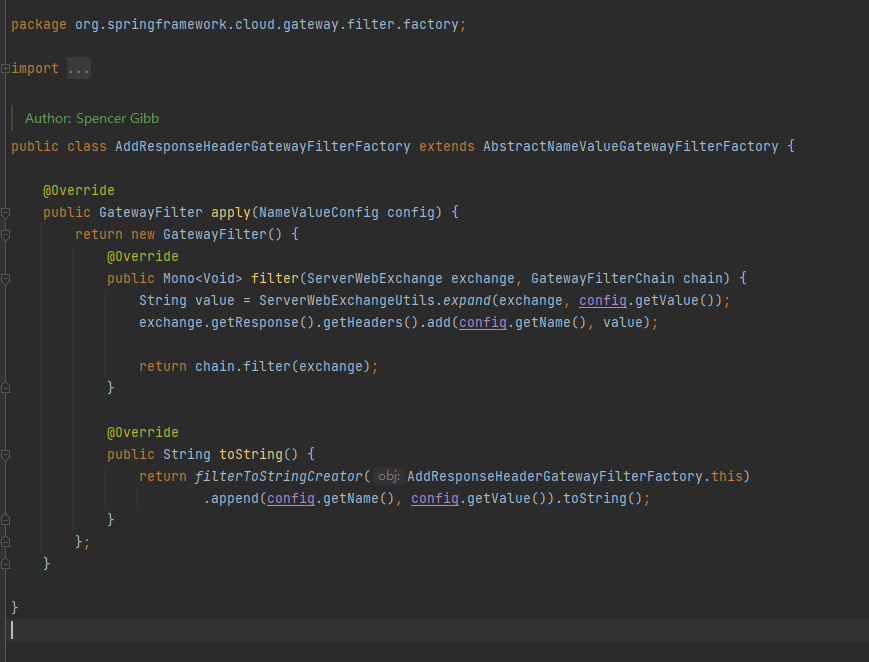 package org.springframework.cloud.gateway.filter.factory;
import ...
Author: Spencer Gibb
public class AddResponseHeaderGatewayFilterFactory extends AbstractNameValueGatewayFilterFactory {
@Override
public GatewayFilter apply(NameValueConfig config) {
return new GatewayFilter() {
@Override
public Mono<Void> filter(ServerWebExchange exchange, GatewayFilterChain chain) {
String value = ServerWebExchangeUtils.expand(exchange, config.getValue());
exchange.getResponse().getHeaders().add(config.getName(), value);
return chain.filter(exchange);
}
@Override
public String toString() {
return filterToStringCreator( obj: AddResponseHeaderGatewayFilterFactory.this)
.append(config.getName(), config.getValue()).toString();
}
};
}
}